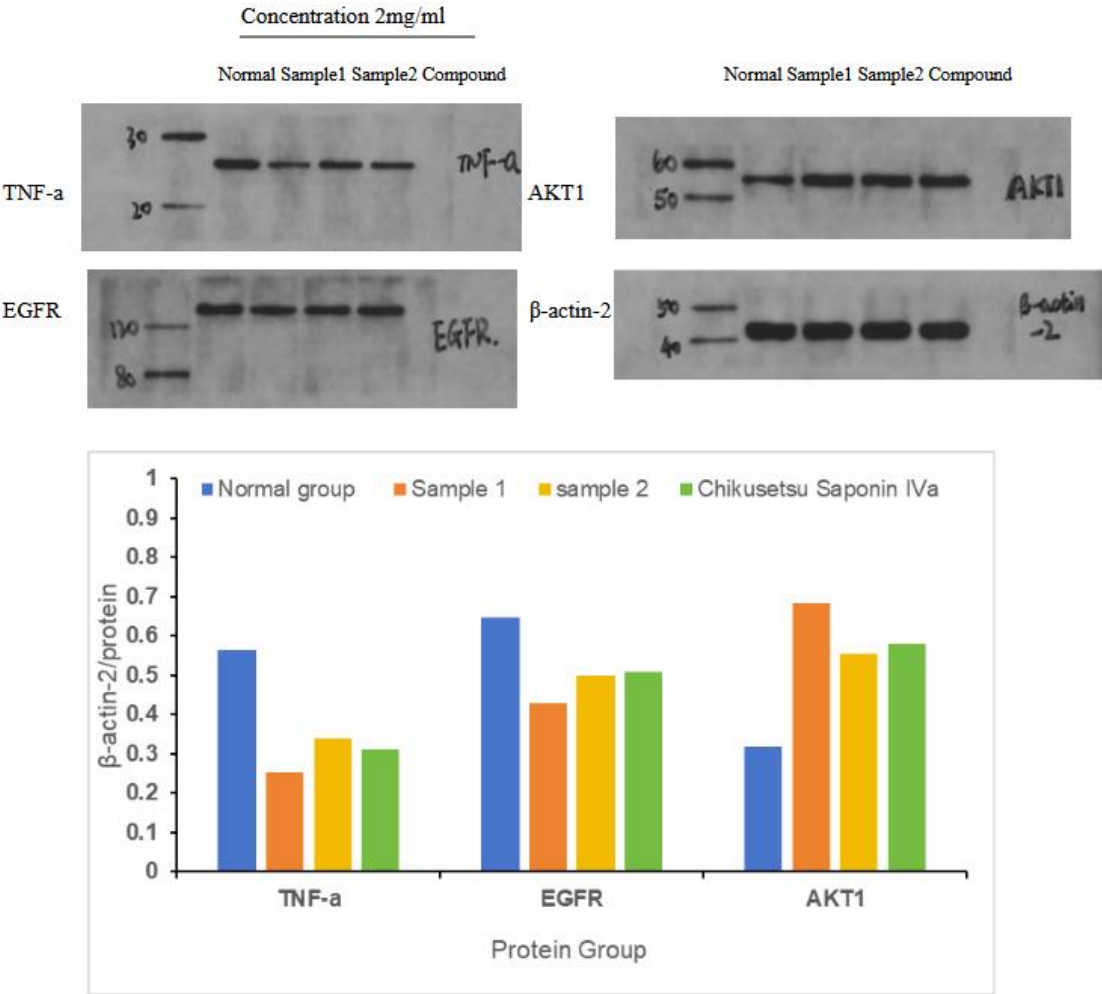 Concentration 2mg/ml
Normal Sample1 Sample2 Compound
Normal Sample1 Sample2 Compound
TNF-a
30
20
TNF-a
AKT1
60
50
AKT1
EGFR
80
EGFR.
β-actin-2
50
40
β-actin
-2
Normal group
Sample 1
sample 2
Chikusetsu Saponin IVa
β-actin-2/protein
1
0.9
0.8
0.7
0.6
0.5
0.4
0.3
0.2
0.1
0
TNF-a
EGFR
AKT1
Protein Group